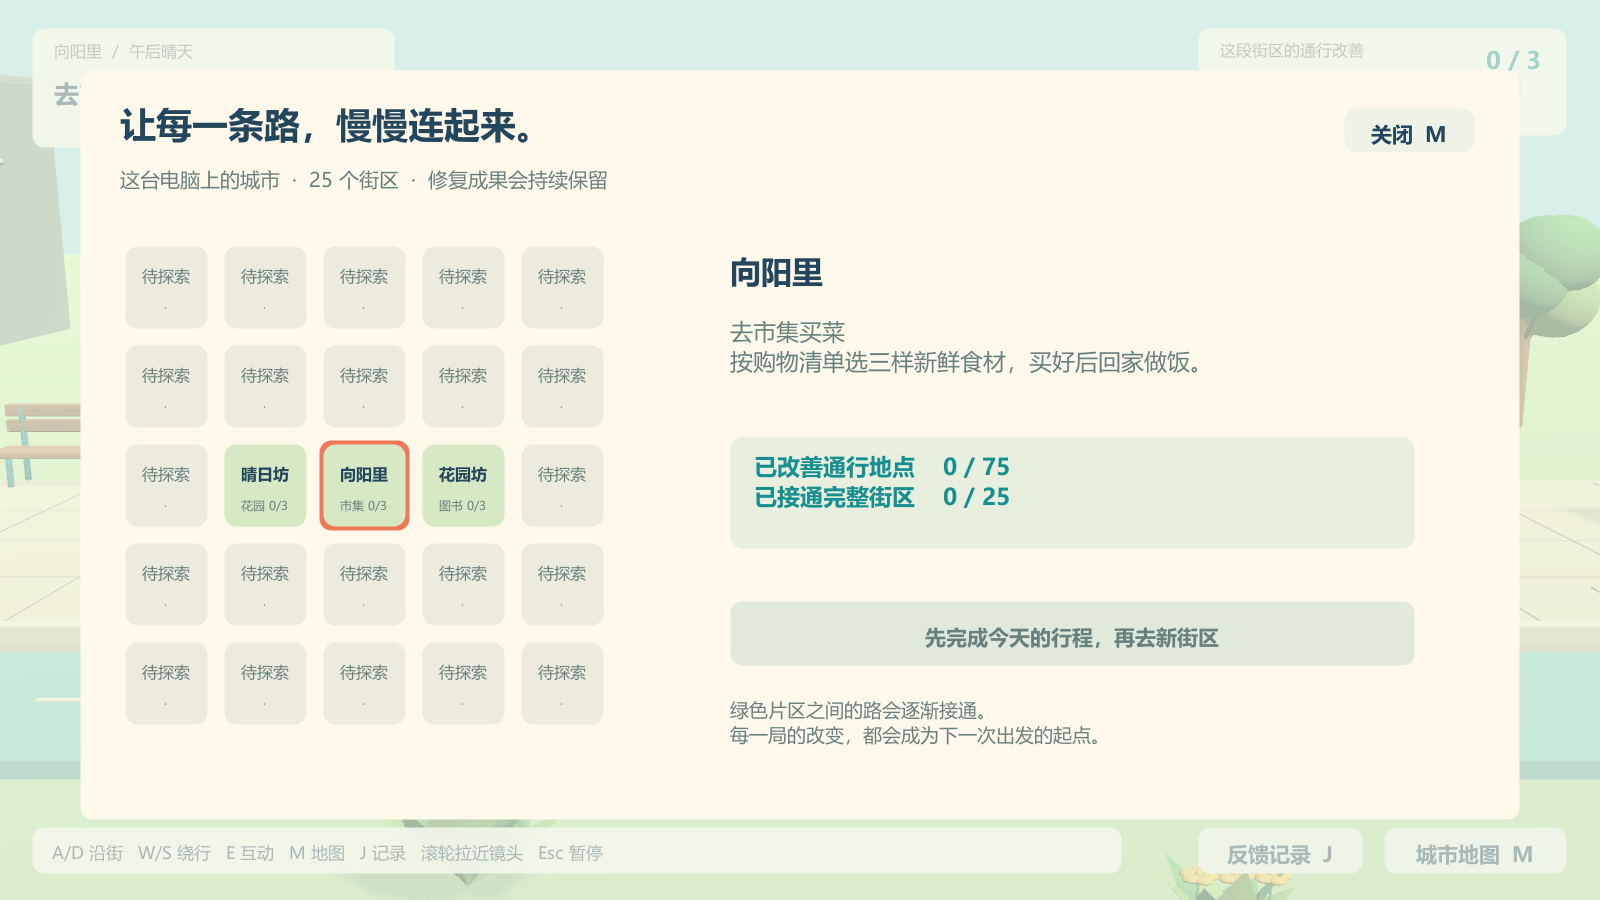 向阳里 / 午后晴天
去
这段街区的通行改善
0 / 3
让每一条路，慢慢连起来。
关闭 M
这台电脑上的城市 · 25 个街区 · 修复成果会持续保留
待探索 待探索 待探索 待探索 待探索
· · · · ·
待探索 待探索 待探索 待探索 待探索
· · · · ·
待探索 晴日坊 向阳里 花园坊 待探索
· 花园 0/3 市集 0/3 图书 0/3 ·
待探索 待探索 待探索 待探索 待探索
· · · · ·
待探索 待探索 待探索 待探索 待探索
· · · · ·
向阳里
去市集买菜
按购物清单选三样新鲜食材，买好后回家做饭。
已改善通行地点 0 / 75
已接通完整街区 0 / 25
先完成今天的行程，再去新街区
绿色片区之间的路会逐渐接通。
每一局的改变，都会成为下一次出发的起点。
A/D 沿街 W/S 绕行 E 互动 M 地图 J 记录 滚轮拉近镜头 Esc 暂停
反馈记录 J
城市地图 M